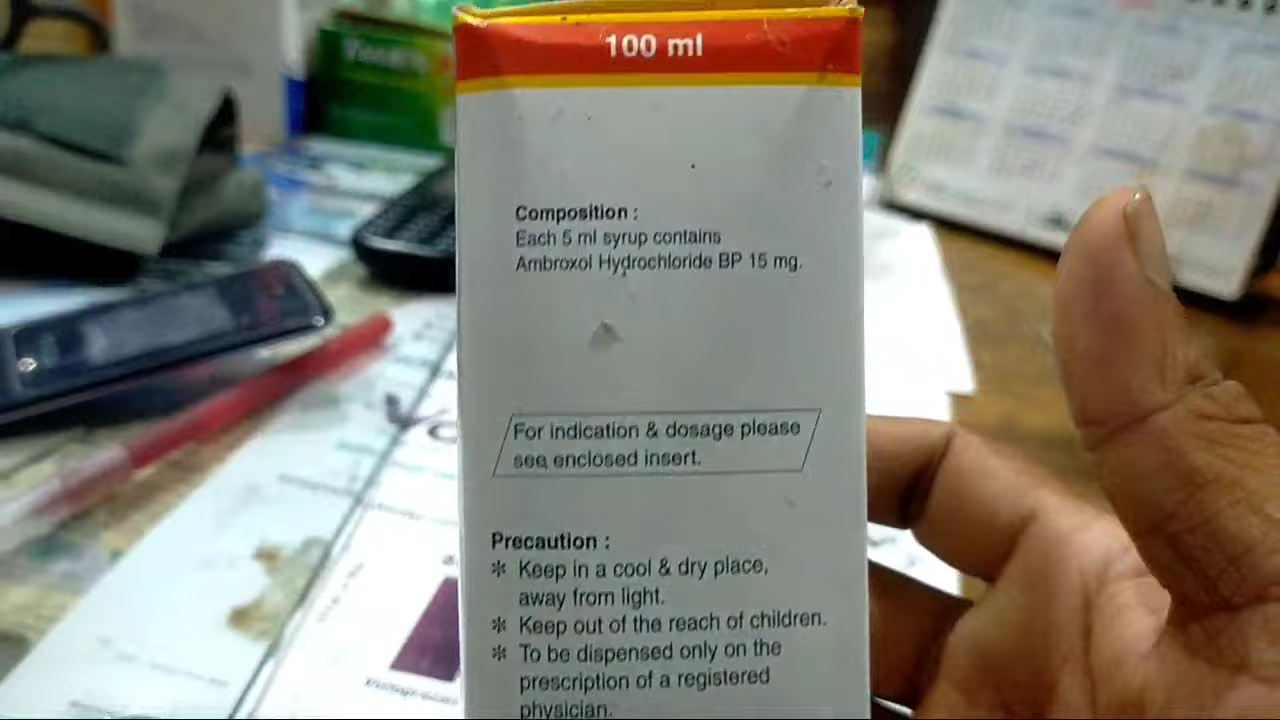 100 ml
Composition :
Each 5 ml syrup contains
Ambroxol Hydrochloride BP 15 mg.
For indication & dosage please
see enclosed insert.
Precaution :
* Keep in a cool & dry place,
away from light.
* Keep out of the reach of children.
* To be dispensed only on the
prescription of a registered
physician.